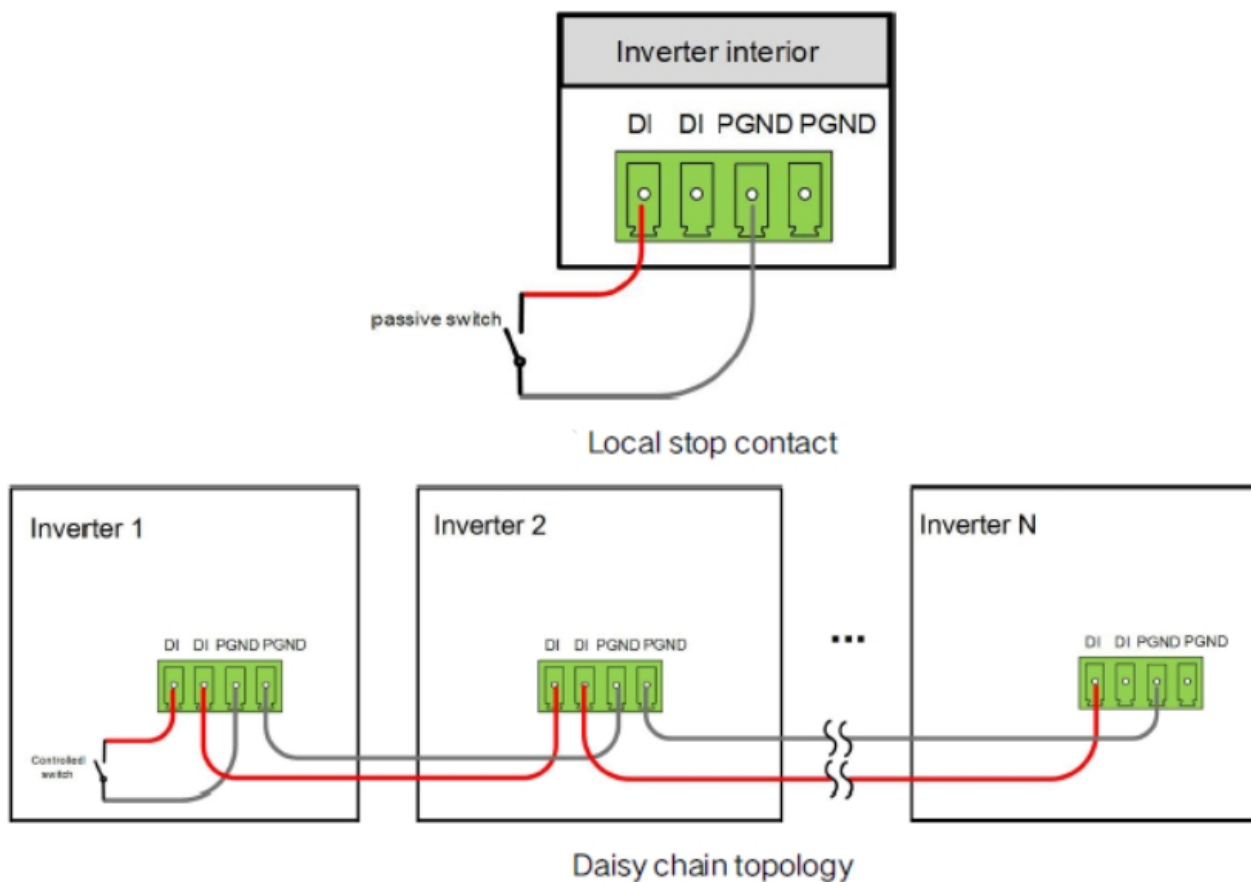 Inverter interior
DI DI PGND PGND
passive switch
Local stop contact
Inverter 1
Inverter 2
Inverter N
DI DI PGND PGND
DI DI PGND PGND
...
DI DI PGND PGND
Controlled
switch
Daisy chain topology